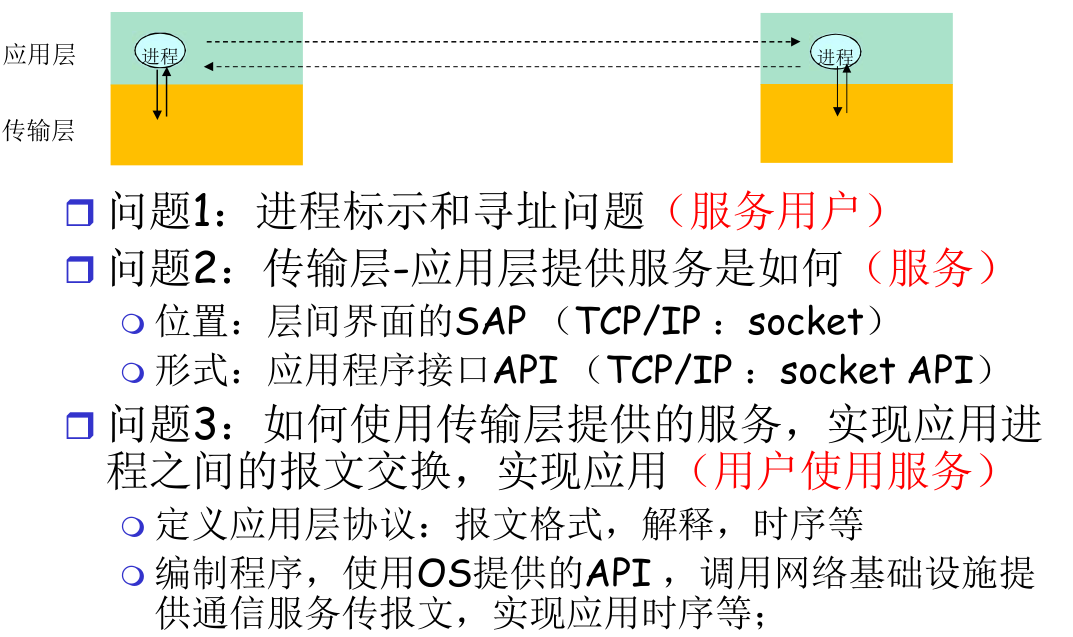 应用层
进程
进程
传输层
问题1：进程标示和寻址问题（服务用户）
问题2：传输层-应用层提供服务是如何（服务）
位置：层间界面的SAP （TCP/IP ：socket）
形式：应用程序接口API （TCP/IP ：socket API）
问题3：如何使用传输层提供的服务，实现应用进
程之间的报文交换，实现应用（用户使用服务）
定义应用层协议：报文格式，解释，时序等
编制程序，使用OS提供的API ，调用网络基础设施提
供通信服务传报文，实现应用时序等；